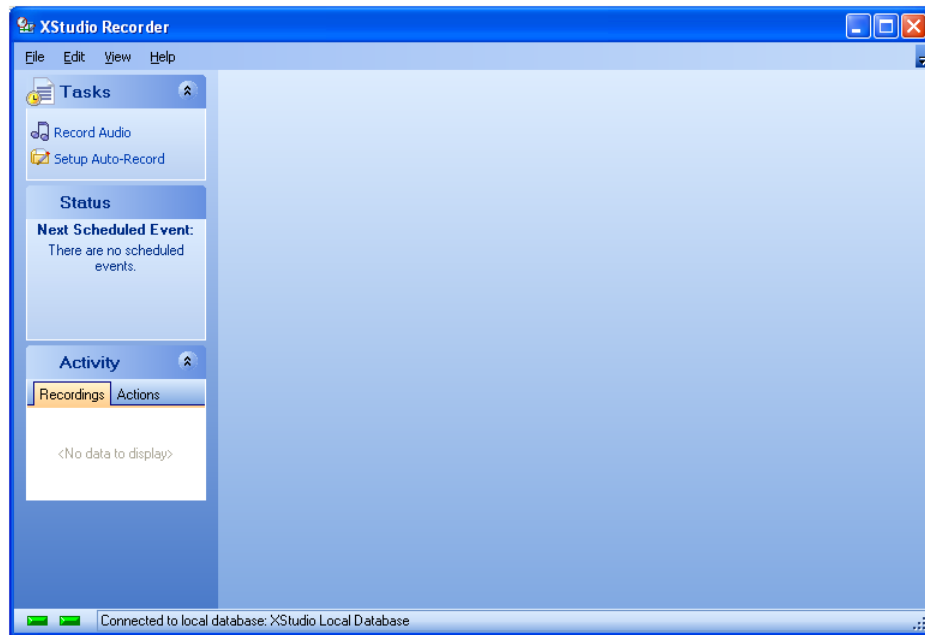 XStudio Recorder
File Edit View Help
Tasks
Record Audio
Setup Auto-Record
Status
Next Scheduled Event:
There are no scheduled
events.
Activity
Recordings Actions
<No data to display>
Connected to local database: XStudio Local Database